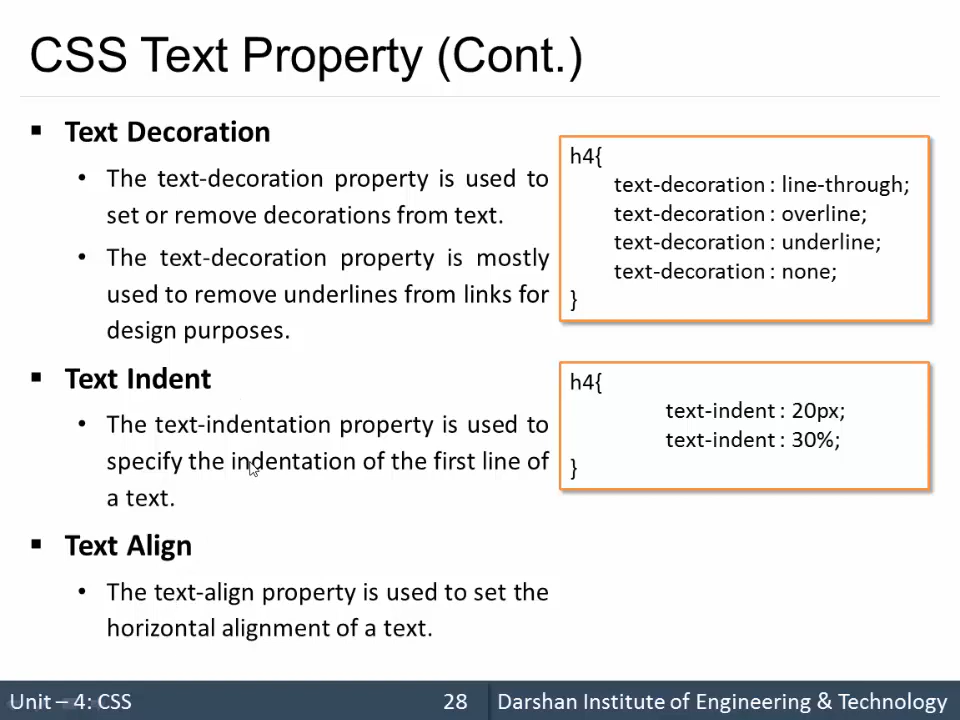 CSS Text Property (Cont.)
▪ Text Decoration
• The text-decoration property is used to
set or remove decorations from text.
• The text-decoration property is mostly
used to remove underlines from links for
design purposes.
h4{
text-decoration : line-through;
text-decoration : overline;
text-decoration : underline;
text-decoration : none;
}
▪ Text Indent
• The text-indentation property is used to
specify the indentation of the first line of
a text.
h4{
text-indent : 20px;
text-indent : 30%;
}
▪ Text Align
• The text-align property is used to set the
horizontal alignment of a text.
Unit – 4: CSS
28
Darshan Institute of Engineering & Technology